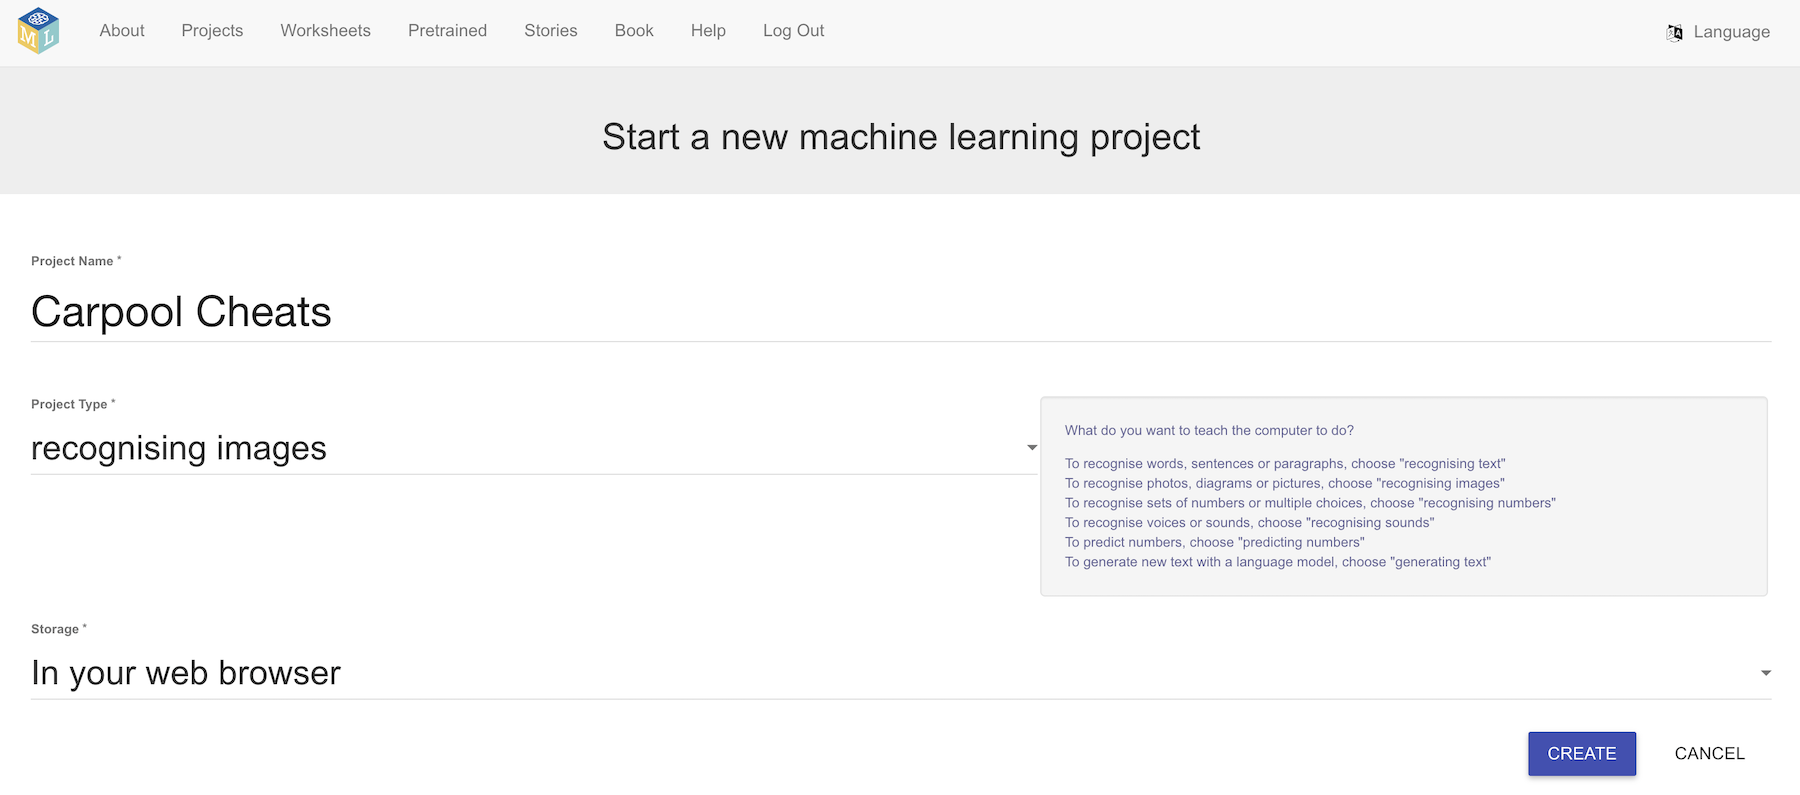 M L
About Projects Worksheets Pretrained Stories Book Help Log Out Language
Start a new machine learning project
Project Name *
Carpool Cheats
Project Type *
recognising images
What do you want to teach the computer to do?
To recognise words, sentences or paragraphs, choose "recognising text"
To recognise photos, diagrams or pictures, choose "recognising images"
To recognise sets of numbers or multiple choices, choose "recognising numbers"
To recognise voices or sounds, choose "recognising sounds"
To predict numbers, choose "predicting numbers"
To generate new text with a language model, choose "generating text"
Storage *
In your web browser
CREATE CANCEL